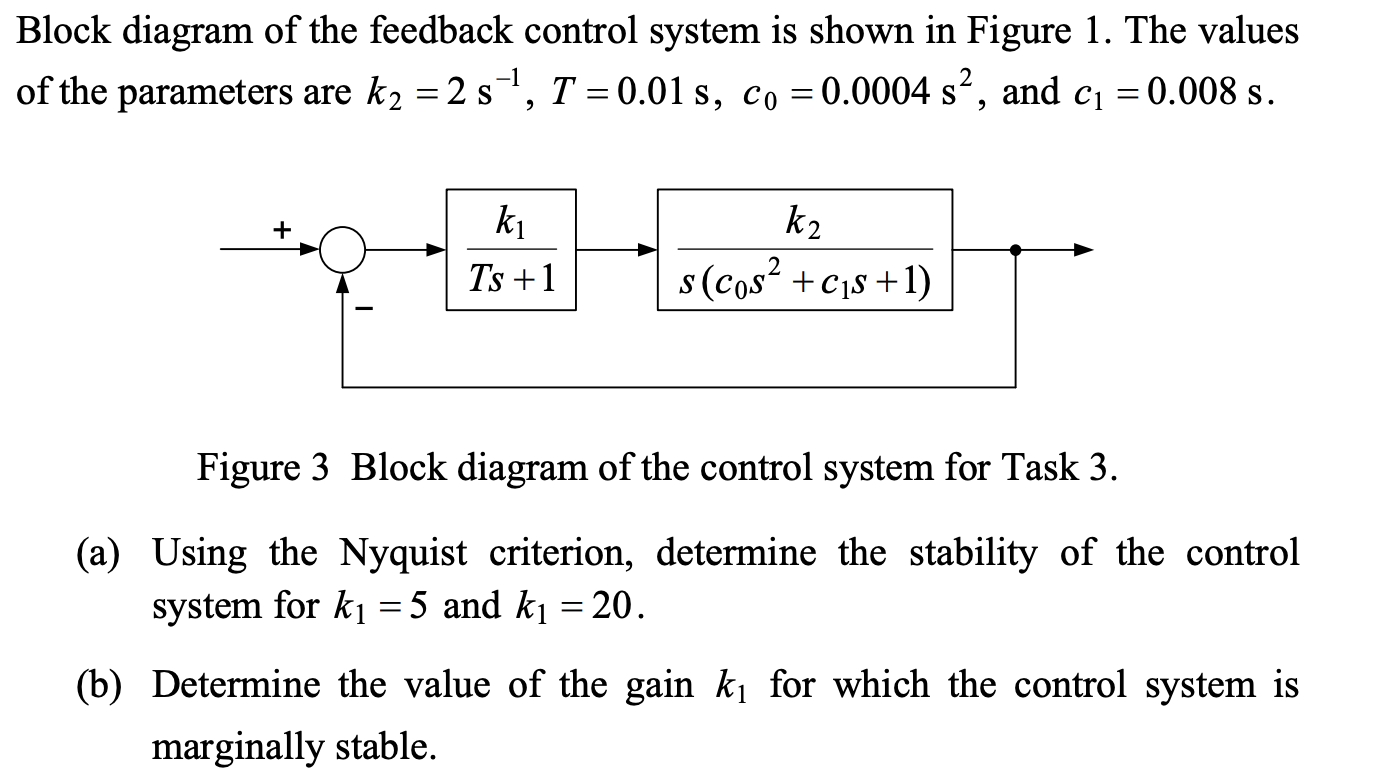 Block diagram of the feedback control system is shown in Figure 1. The values
of the parameters are k₂ = 2 s⁻¹, T = 0.01 s, c₀ = 0.0004 s², and c₁ = 0.008 s.
+
k₁
Ts + 1
k₂
s(c₀s² + c₁s + 1)
−
Figure 3 Block diagram of the control system for Task 3.
(a) Using the Nyquist criterion, determine the stability of the control
system for k₁ = 5 and k₁ = 20.
(b) Determine the value of the gain k₁ for which the control system is
marginally stable.